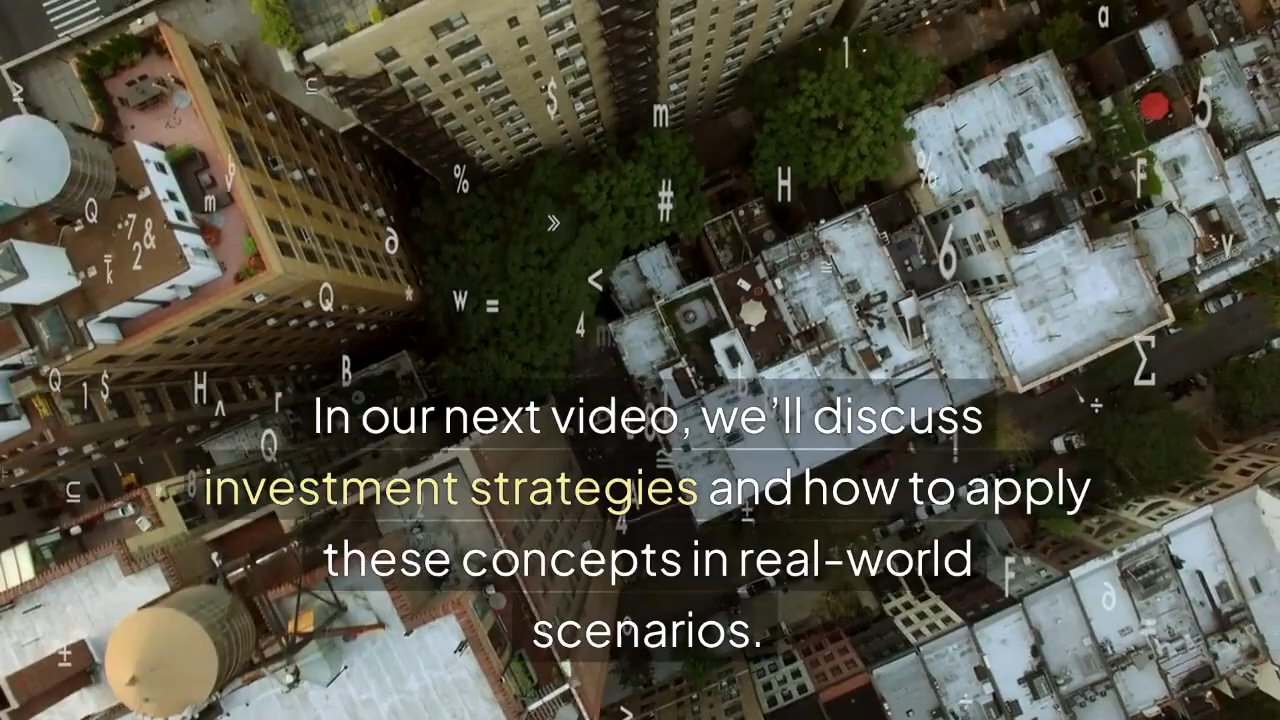 In our next video, we’ll discuss
investment strategies and how to apply
these concepts in real-world
scenarios.